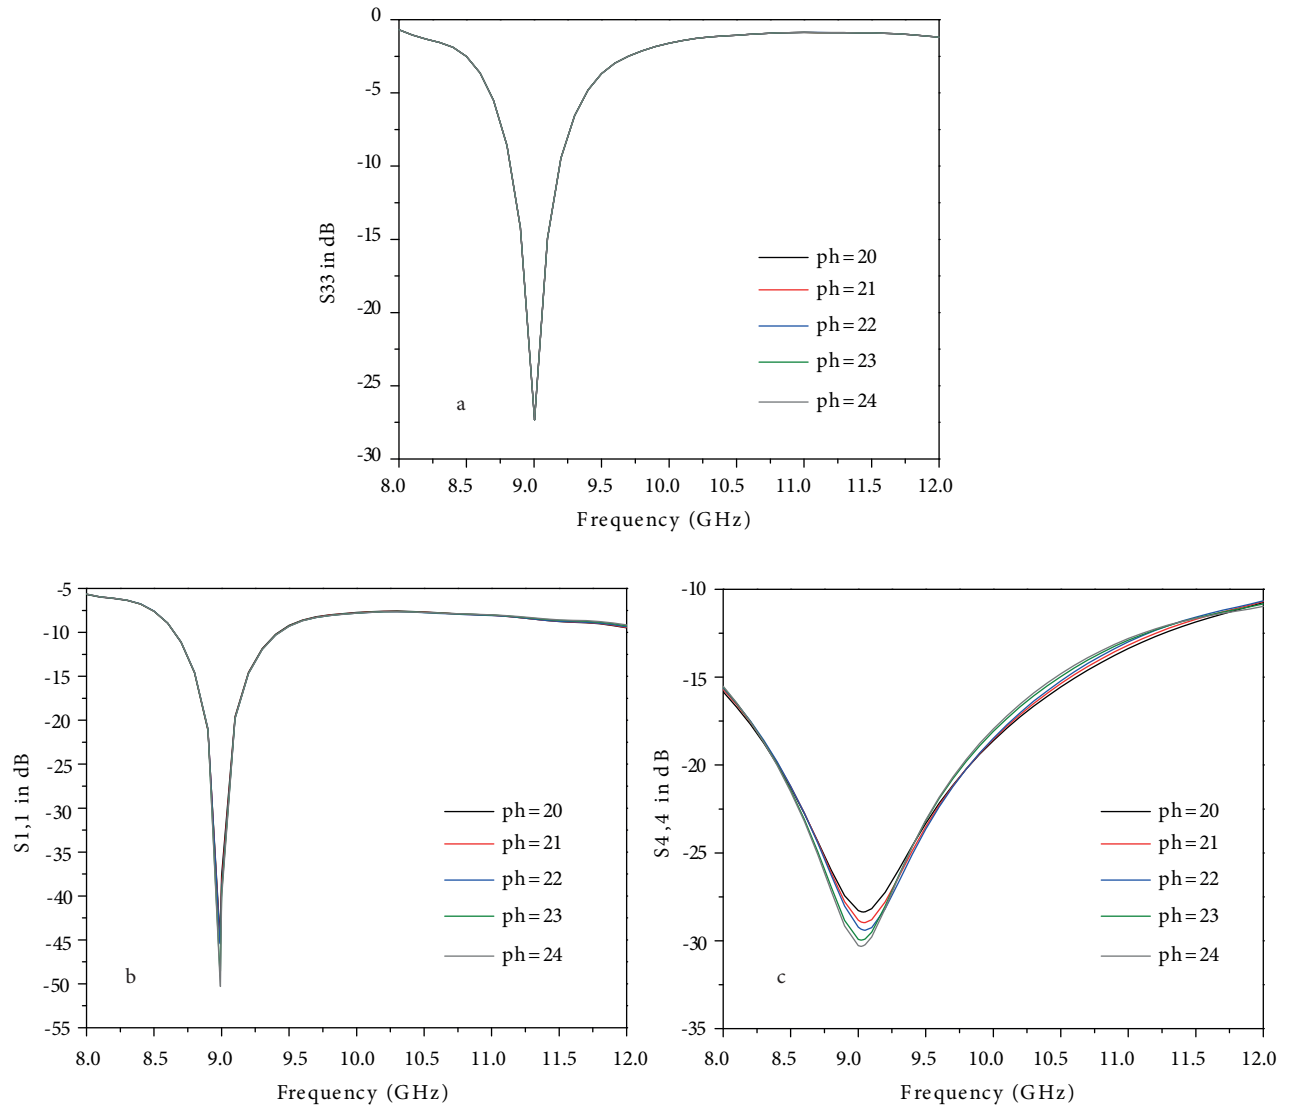 0
-5
-10
-15
-20
-25
-30
S33 in dB
ph=20
ph=21
ph=22
ph=23
ph=24
a
8.0 8.5 9.0 9.5 10.0 10.5 11.0 11.5 12.0
Frequency (GHz)
-5
-10
-15
-20
-25
-30
-35
-40
-45
-50
-55
S1,1 in dB
ph=20
ph=21
ph=22
ph=23
ph=24
b
8.0 8.5 9.0 9.5 10.0 10.5 11.0 11.5 12.0
Frequency (GHz)
-10
-15
-20
-25
-30
-35
S4,4 in dB
ph=20
ph=21
ph=22
ph=23
ph=24
c
8.0 8.5 9.0 9.5 10.0 10.5 11.0 11.5 12.0
Frequency (GHz)